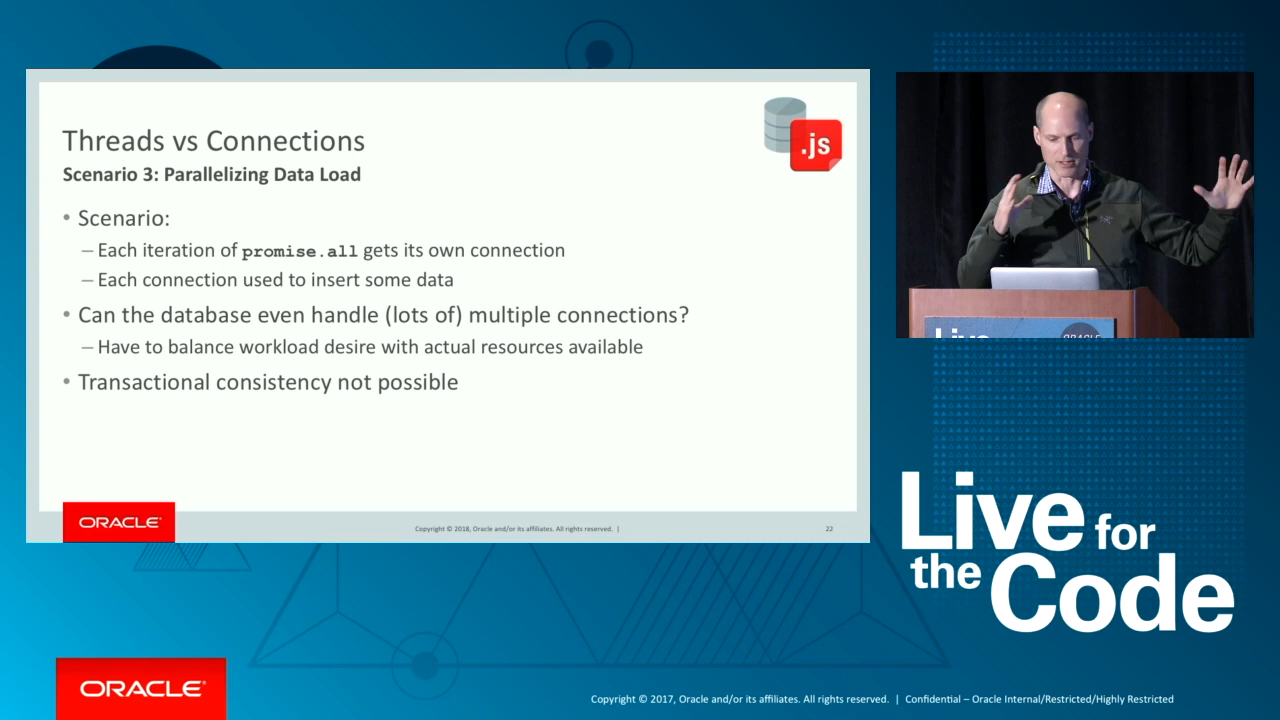 Threads vs Connections
.js
Scenario 3: Parallelizing Data Load
• Scenario:
– Each iteration of promise.all gets its own connection
– Each connection used to insert some data
• Can the database even handle (lots of) multiple connections?
– Have to balance workload desire with actual resources available
• Transactional consistency not possible
ORACLE®
Copyright © 2018, Oracle and/or its affiliates. All rights reserved. |
22
Live
ORACLE
Live for
the Code
ORACLE®
Copyright © 2017, Oracle and/or its affiliates. All rights reserved. | Confidential – Oracle Internal/Restricted/Highly Restricted